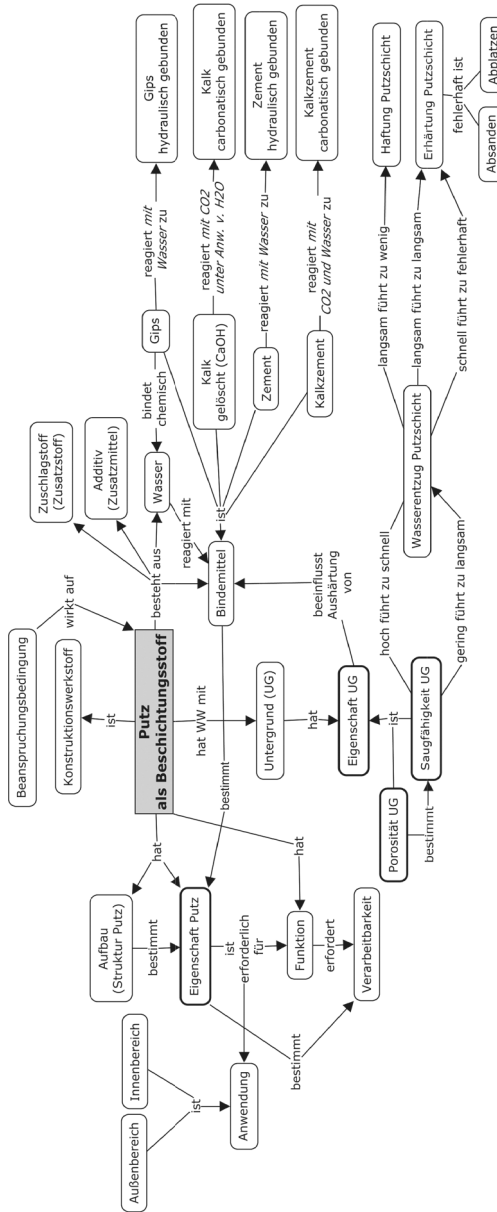 Beanspruchungsbedingung
wirkt auf
Konstruktionswerkstoff
ist
Putz
als Beschichtungsstoff
besteht aus
Zuschlagstoff
(Zusatzstoff)
Additiv
(Zusatzmittel)
Wasser
bindet
chemisch
reagiert mit
Bindemittel
ist
Gips
reagiert mit
Wasser zu
Gips
hydraulisch gebunden
Kalk
gelöscht (CaOH)
reagiert mit CO2
unter Anw. v. H2O
Kalk
carbonatisch gebunden
Zement
reagiert mit Wasser zu
Zement
hydraulisch gebunden
Kalkzement
reagiert mit
CO2 und Wasser zu
Kalkzement
carbonatisch gebunden
hat
Aufbau
(Struktur Putz)
bestimmt
Eigenschaft Putz
bestimmt
ist
erforderlich
für
Innenbereich
Außenbereich
ist
Anwendung
hat
Funktion
erfordert
Verarbeitbarkeit
bestimmt
hat WW mit
Untergrund (UG)
hat
Eigenschaft UG
beeinflusst
Aushärtung
von
Porosität UG
ist
bestimmt
Saugfähigkeit UG
hoch führt zu schnell
gering führt zu langsam
Wasserentzug Putzschicht
langsam führt zu wenig
langsam führt zu langsam
schnell führt zu fehlerhaft
Haftung Putzschicht
Erhärtung Putzschicht
fehlerhaft ist
Absanden
Abplatzen